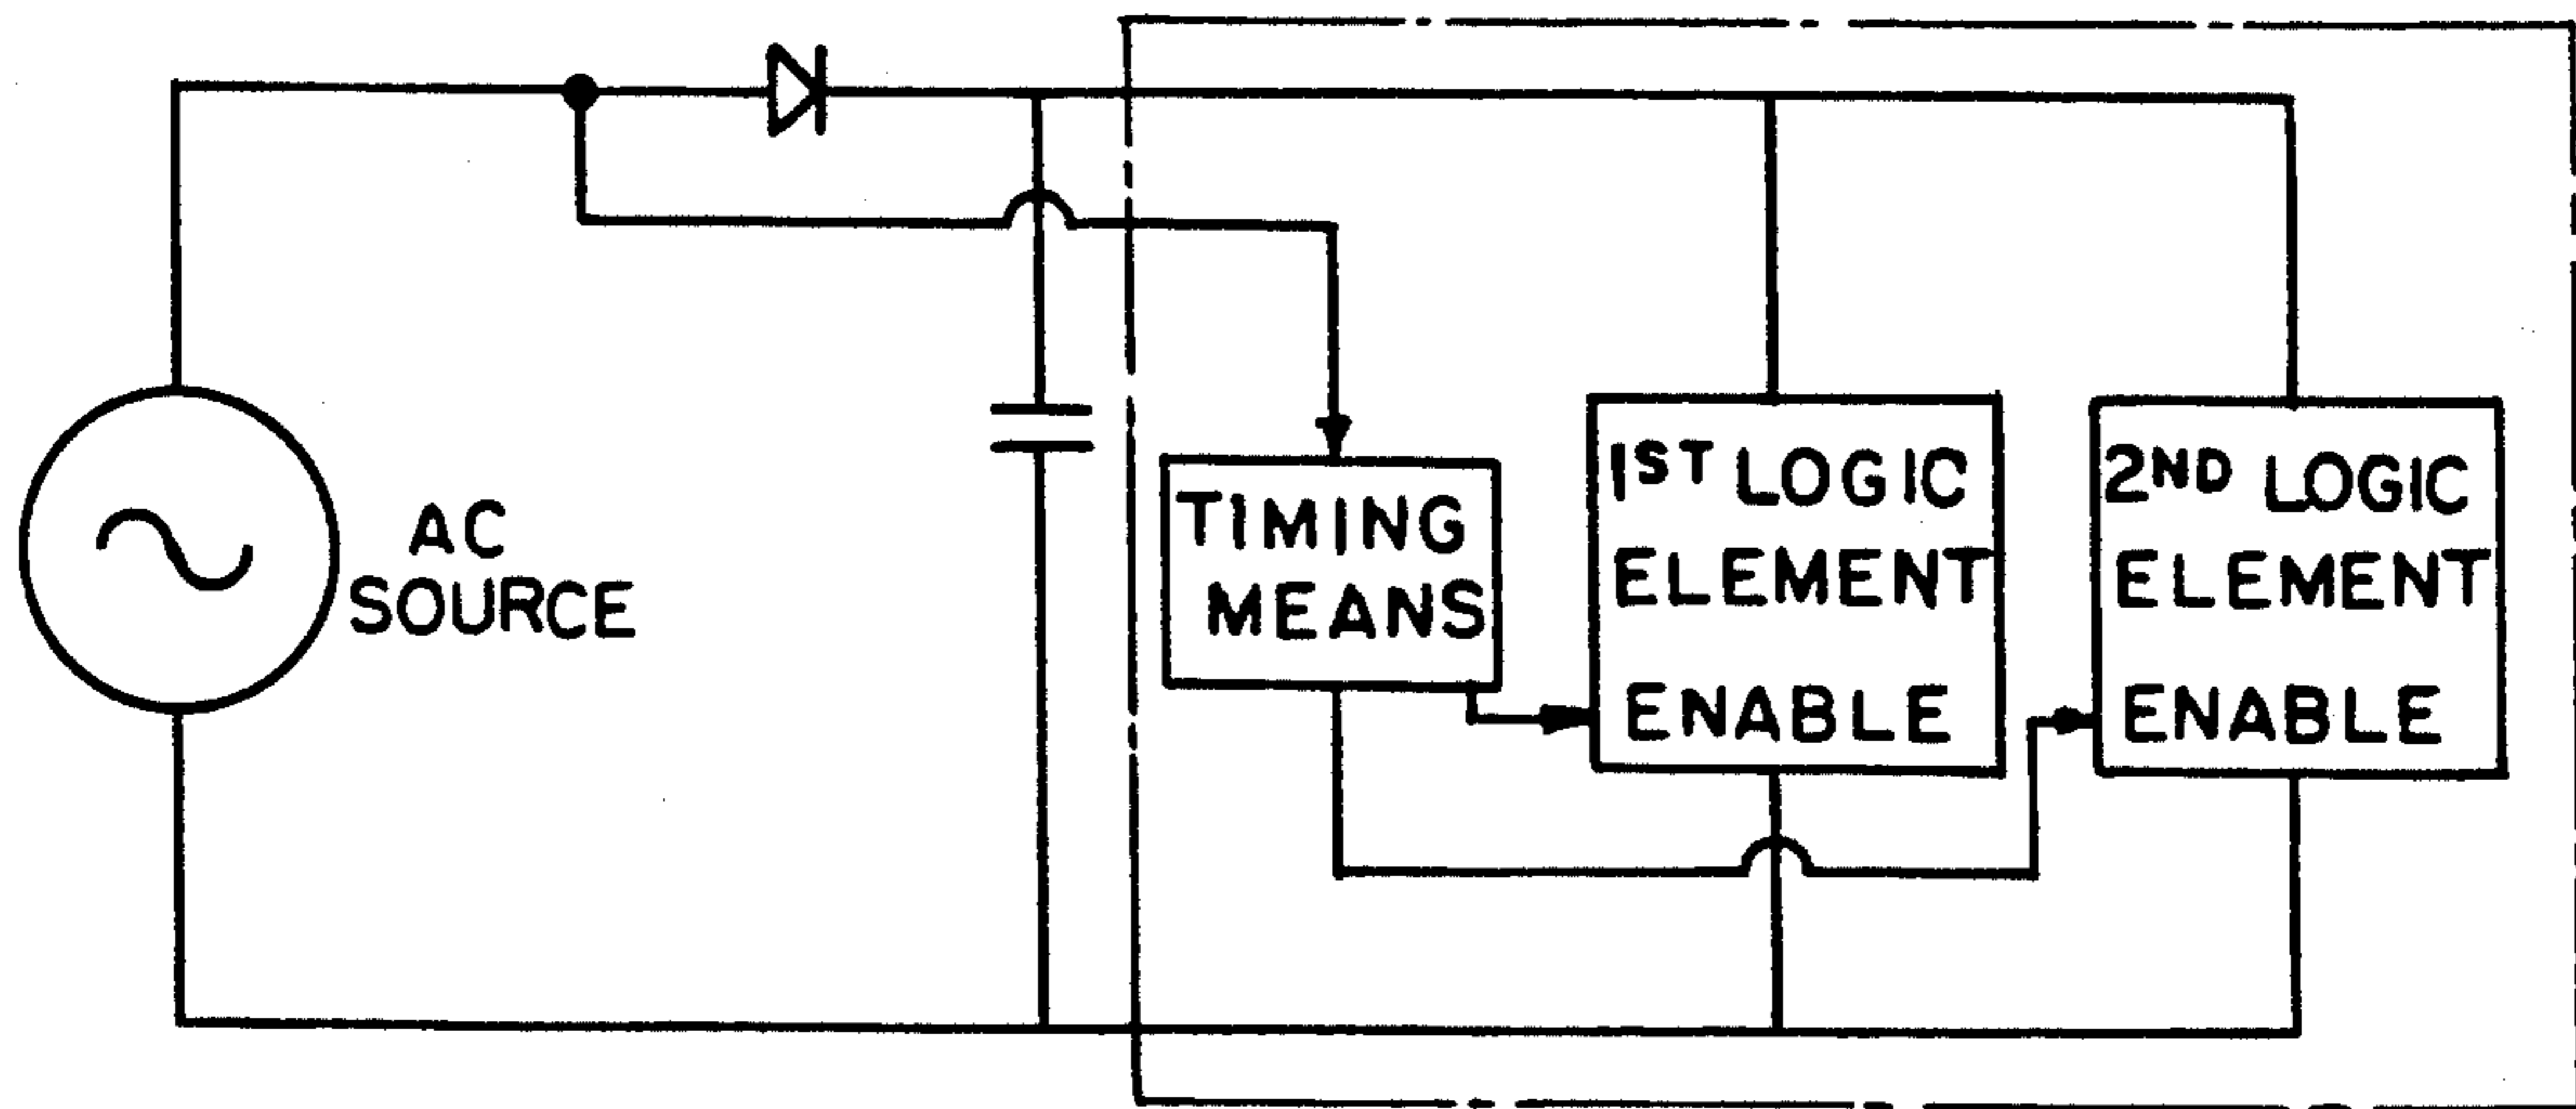 AC
SOURCE
TIMING
MEANS
1ST LOGIC
ELEMENT
ENABLE
2ND LOGIC
ELEMENT
ENABLE